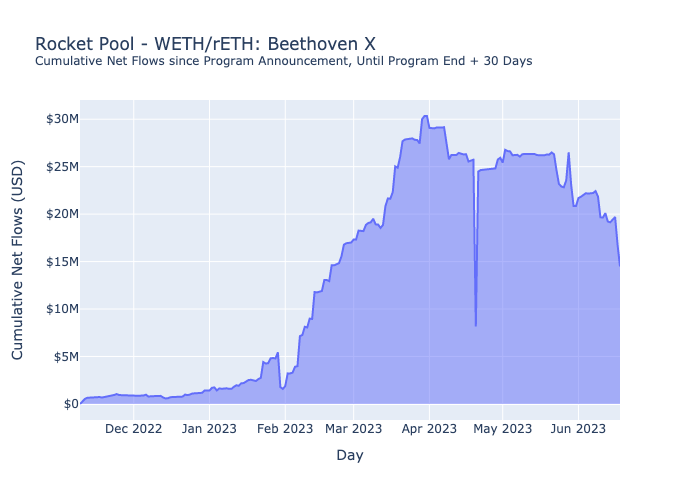 Rocket Pool - WETH/rETH: Beethoven X
Cumulative Net Flows since Program Announcement, Until Program End + 30 Days
$30M
$25M
$20M
$15M
$10M
$5M
$0
Cumulative Net Flows (USD)
Dec 2022 Jan 2023 Feb 2023 Mar 2023 Apr 2023 May 2023 Jun 2023
Day